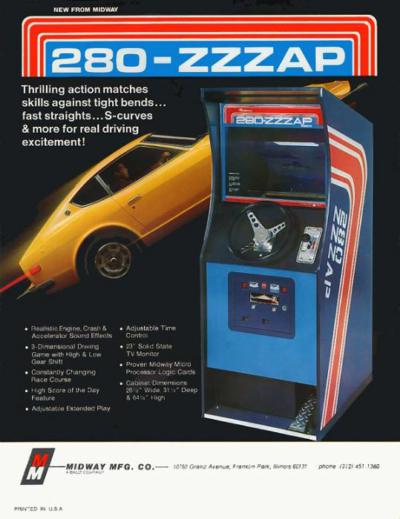 NEW FROM MIDWAY
280-ZZZAP
Thrilling action matches
skills against tight bends...
fast straights...S-curves
& more for real driving
excitement!
280-ZZZAP
280-ZZZAP
• Realistic Engine, Crash &
Accelerator Sound Effects
• 3-Dimensional Driving
Game with High & Low
Gear Shift
• Constantly Changing
Race Course
• High Score of the Day
Feature
• Adjustable Extended Play
• Adjustable Time
Control
• 23" Solid State
TV Monitor
• Proven Midway Micro
Processor Logic Cards
• Cabinet Dimensions
Wide, 31½" Deep
& High
MIDWAY MFG. CO.
A BALLY COMPANY
10750 Grand Avenue, Franklin Park, Illinois 60131
phone (312) 451-1360
PRINTED IN U.S.A.